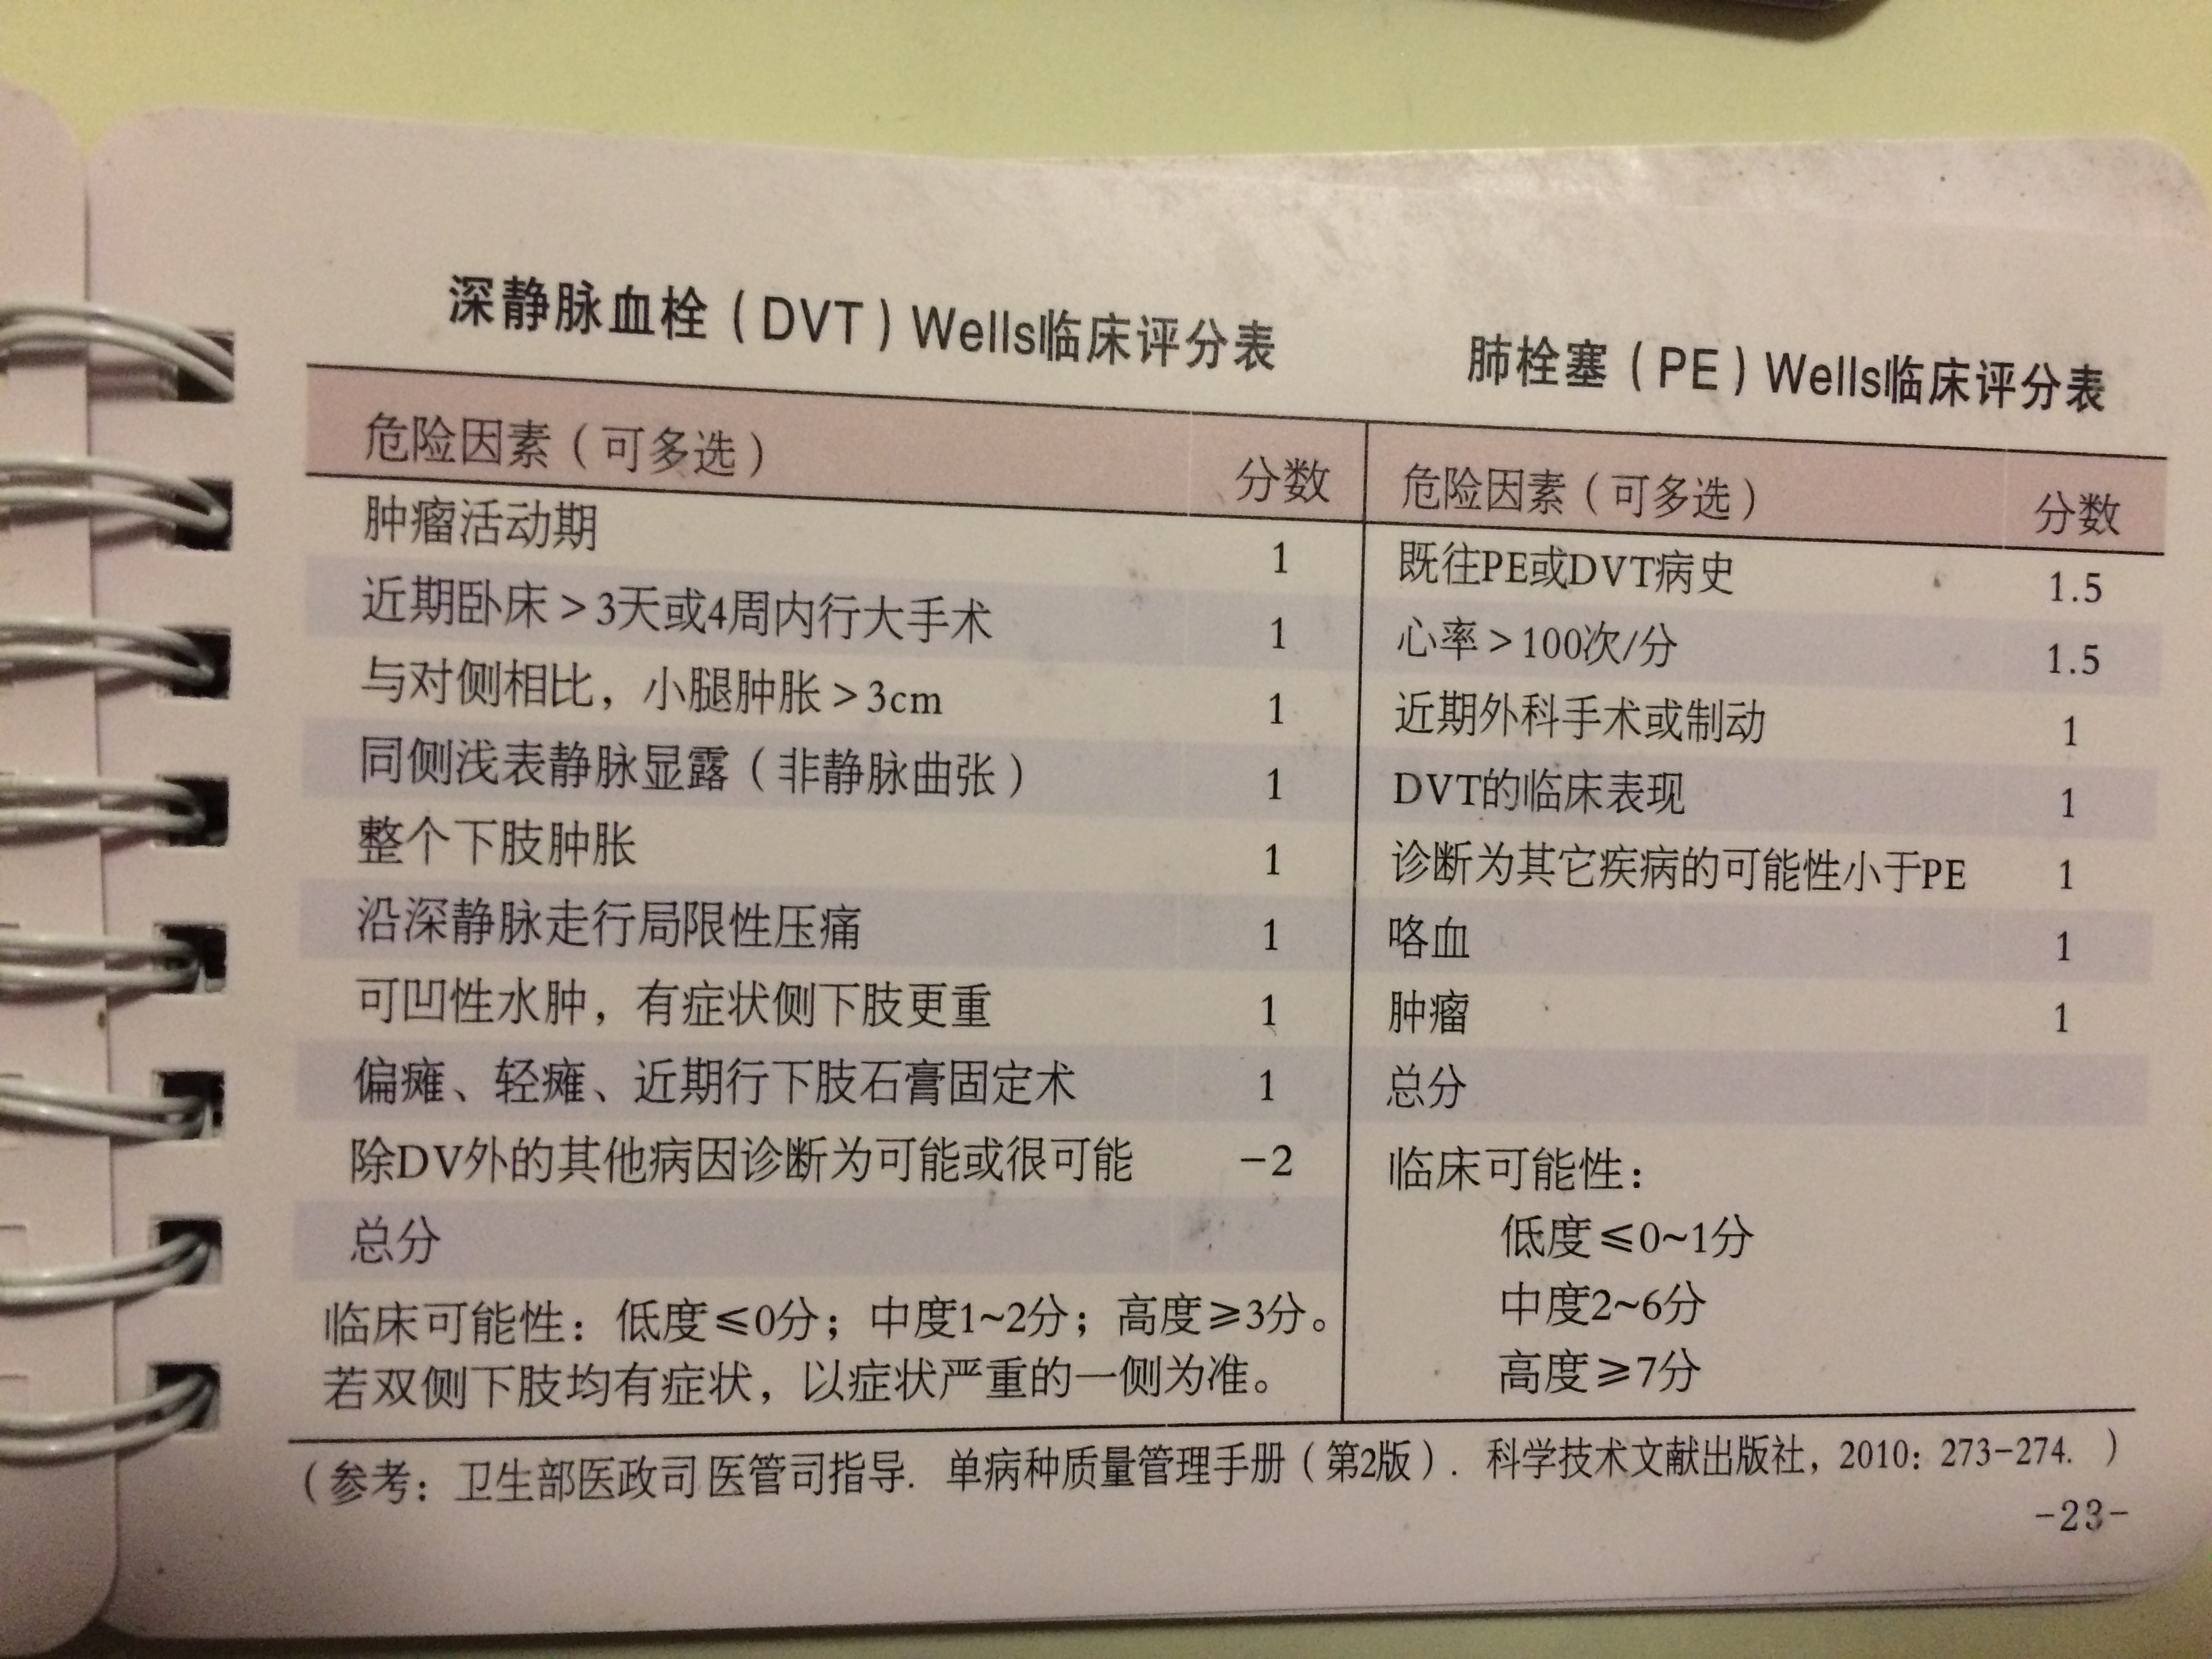 深静脉血栓（DVT）Wells临床评分表
危险因素（可多选） 分数
肿瘤活动期 1
近期卧床＞3天或4周内行大手术 1
与对侧相比，小腿肿胀＞3cm 1
同侧浅表静脉显露（非静脉曲张） 1
整个下肢肿胀 1
沿深静脉走行局限性压痛 1
可凹性水肿，有症状侧下肢更重 1
偏瘫、轻瘫、近期行下肢石膏固定术 1
除DV外的其他病因诊断为可能或很可能 -2
总分
临床可能性：低度≤0分；中度1~2分；高度≥3分。
若双侧下肢均有症状，以症状严重的一侧为准。
肺栓塞（PE）Wells临床评分表
危险因素（可多选） 分数
既往PE或DVT病史 1.5
心率＞100次/分 1.5
近期外科手术或制动 1
DVT的临床表现 1
诊断为其它疾病的可能性小于PE 1
咯血 1
肿瘤 1
总分
临床可能性：
低度≤0~1分
中度2~6分
高度≥7分
（参考：卫生部医政司医管司指导. 单病种质量管理手册（第2版）. 科学技术文献出版社，2010：273-274. ）
-23-